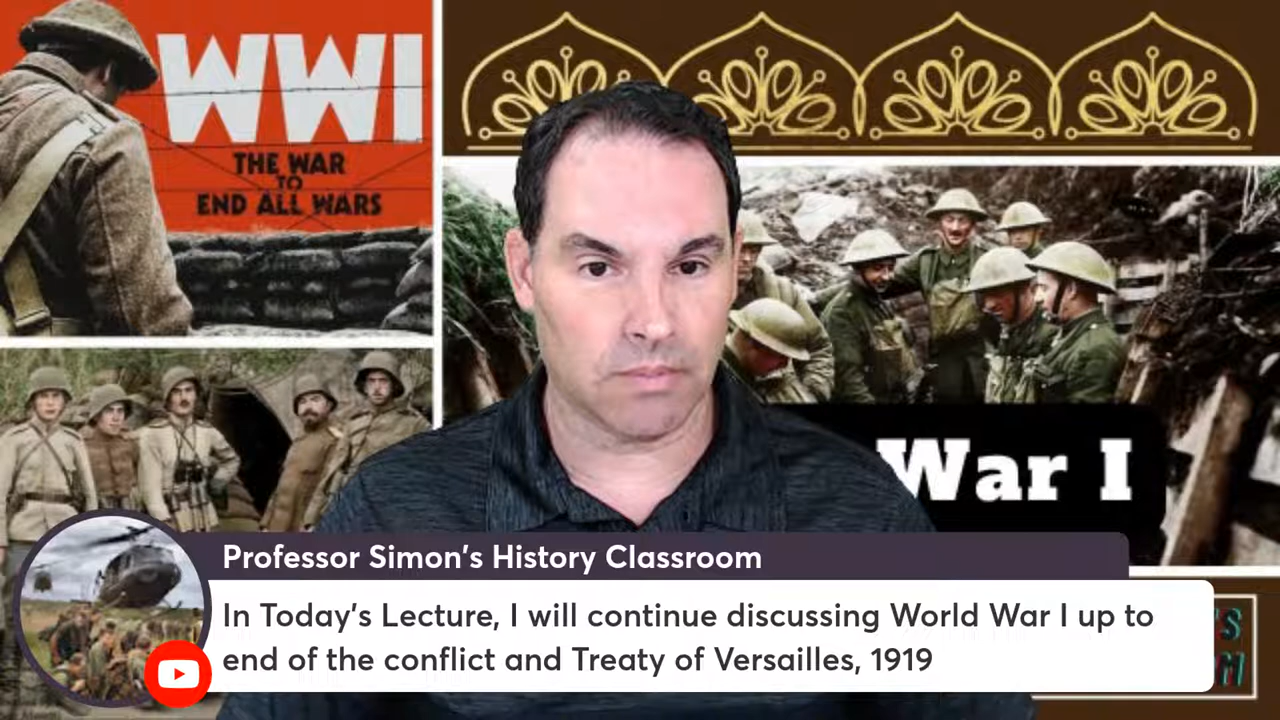 WWI
THE WAR
TO
END ALL WARS
War I
Professor Simon's History Classroom
In Today's Lecture, I will continue discussing World War I up to
end of the conflict and Treaty of Versailles, 1919